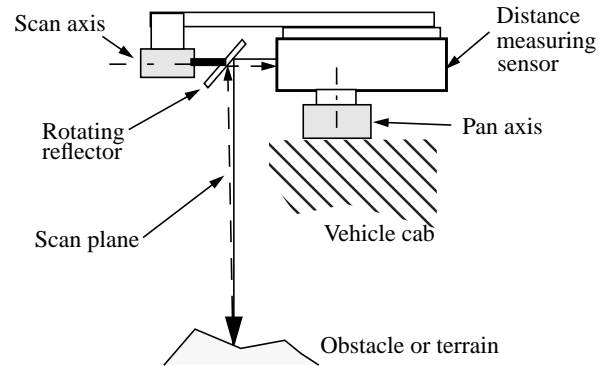 Scan axis
Distance
measuring
sensor
Rotating
reflector
Pan axis
Scan plane
Vehicle cab
Obstacle or terrain